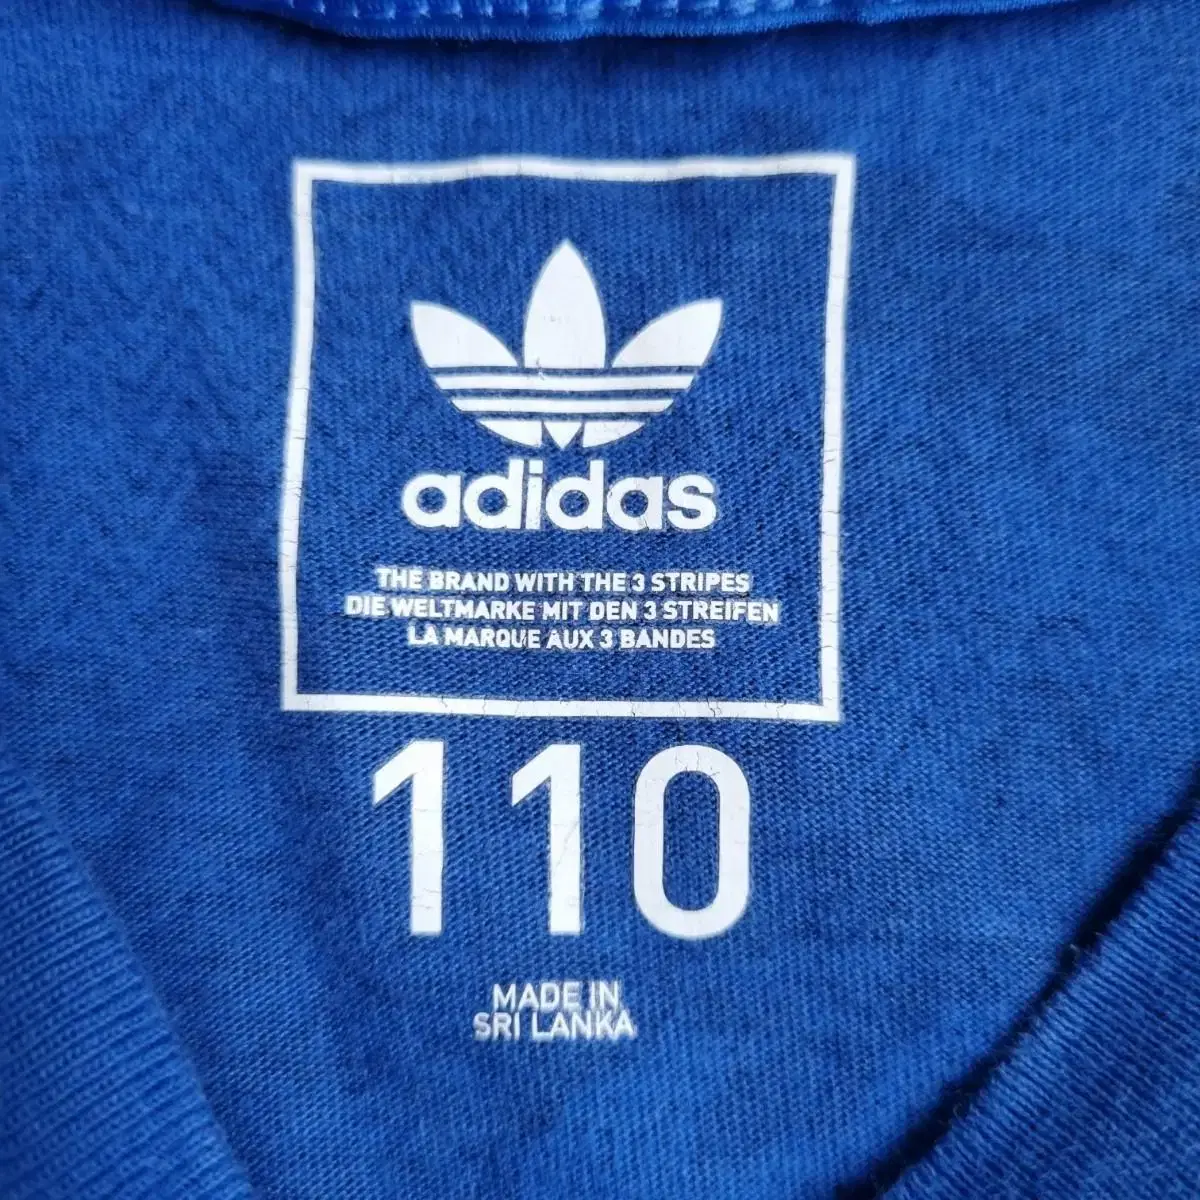 adidas
THE BRAND WITH THE 3 STRIPES
DIE WELTMARKE MIT DEN 3 STREIFEN
LA MARQUE AUX 3 BANDES
110
MADE IN
SRI LANKA